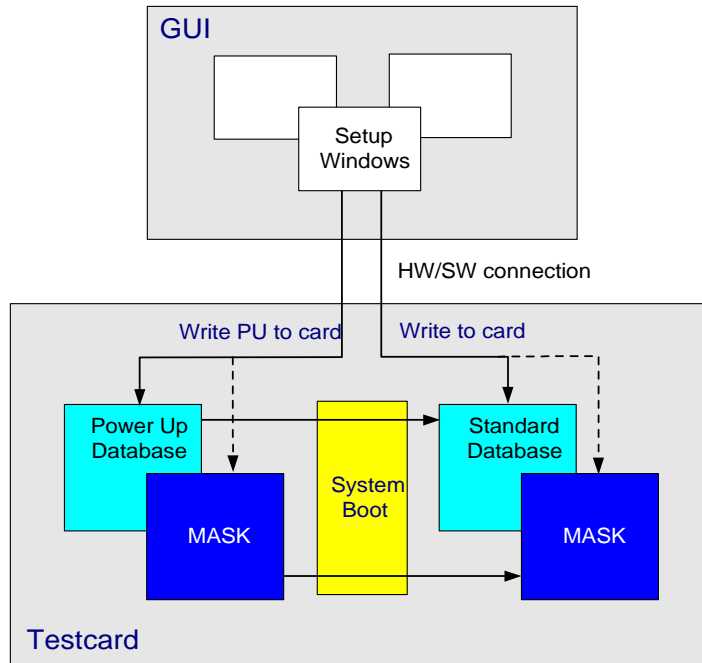 GUI
Setup
Windows
HW/SW connection
Write PU to card
Write to card
Power Up
Database
System
Boot
Standard
Database
MASK
MASK
Testcard